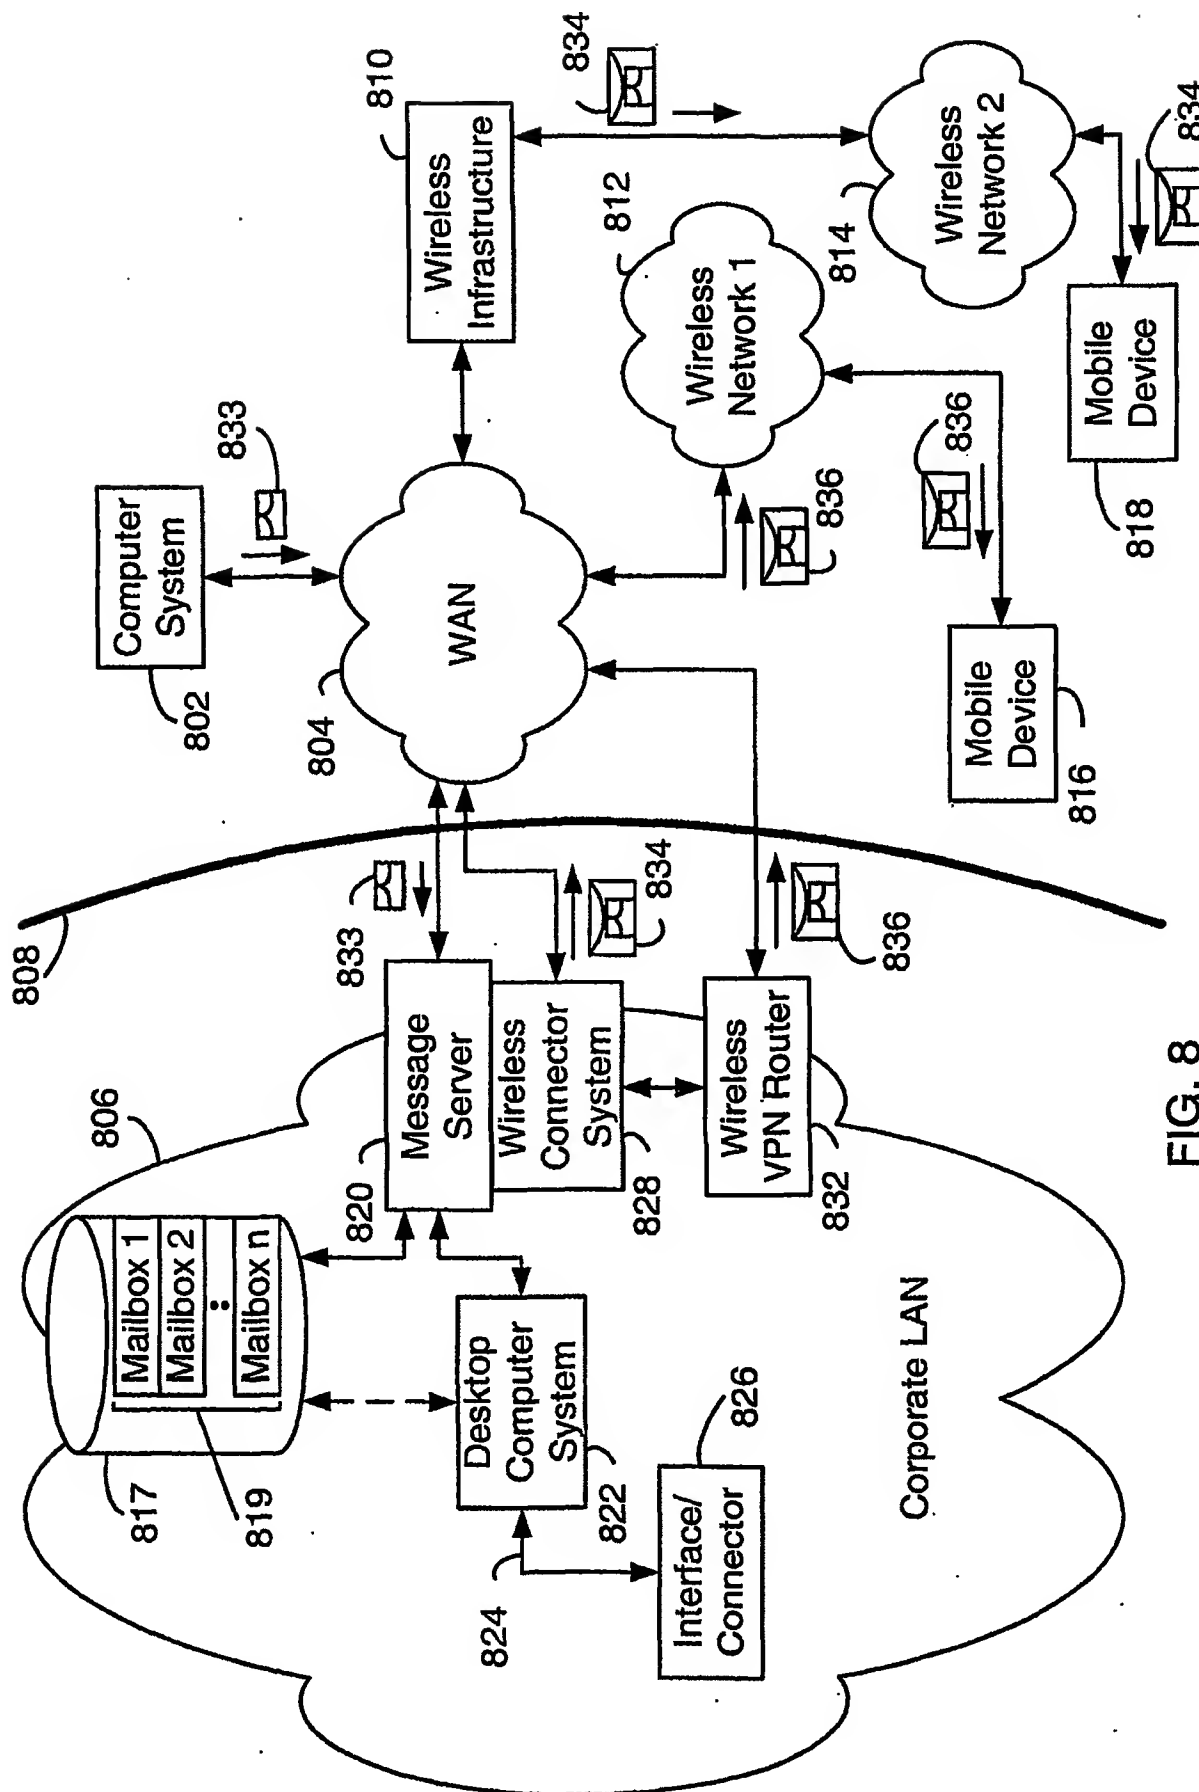 808
806
817
819
Mailbox 1
Mailbox 2
Mailbox n
820
Message
Server
833
833
Computer
System
802
804
WAN
Wireless
Infrastructure
810
834
Desktop
Computer
System
822
824
Interface/
Connector
826
Wireless
Connector
System
828
834
Wireless
VPN Router
832
836
836
Wireless
Network 1
812
814
Wireless
Network 2
834
Mobile
Device
816
836
Mobile
Device
818
Corporate LAN
FIG. 8